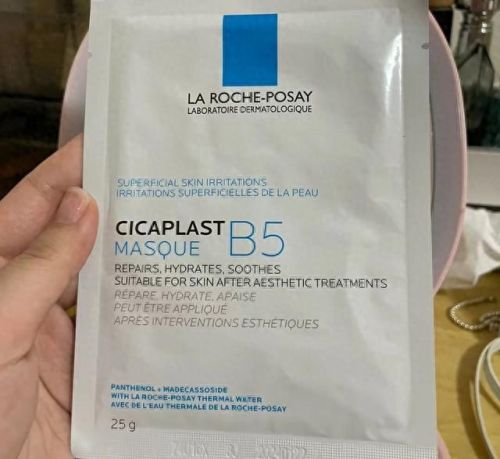 LA ROCHE-POSAY
LABORATOIRE DERMATOLOGIQUE
SUPERFICIAL SKIN IRRITATIONS
IRRITATIONS SUPERFICIELLES DE LA PEAU
CICAPLAST B5
MASQUE
REPAIRS, HYDRATES, SOOTHES
SUITABLE FOR SKIN AFTER AESTHETIC TREATMENTS
RÉPARE, HYDRATE, APAISE
PEUT ÊTRE APPLIQUÉ
APRÈS INTERVENTIONS ESTHÉTIQUES
PANTHENOL + MADECASSOSIDE
WITH LA ROCHE-POSAY THERMAL WATER
AVEC DE L'EAU THERMALE DE LA ROCHE-POSAY
25 g